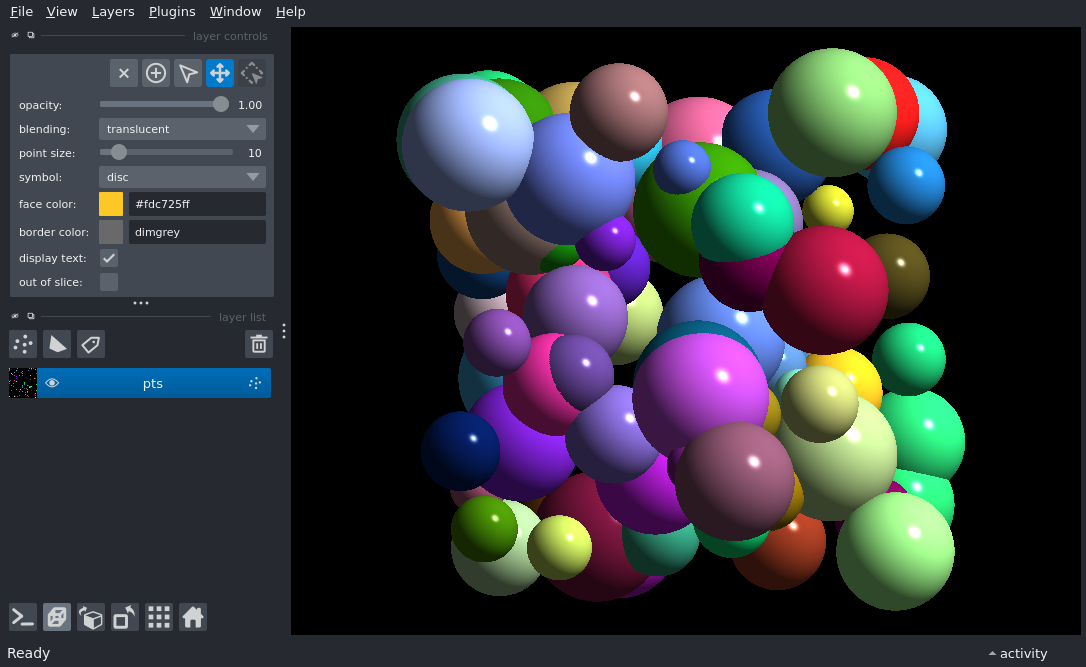 File View Layers Plugins Window Help
layer controls
opacity: 1.00
blending: translucent
point size: 10
symbol: disc
face color: #fdc725ff
border color: dimgrey
display text:
out of slice:
layer list
pts
Ready
activity